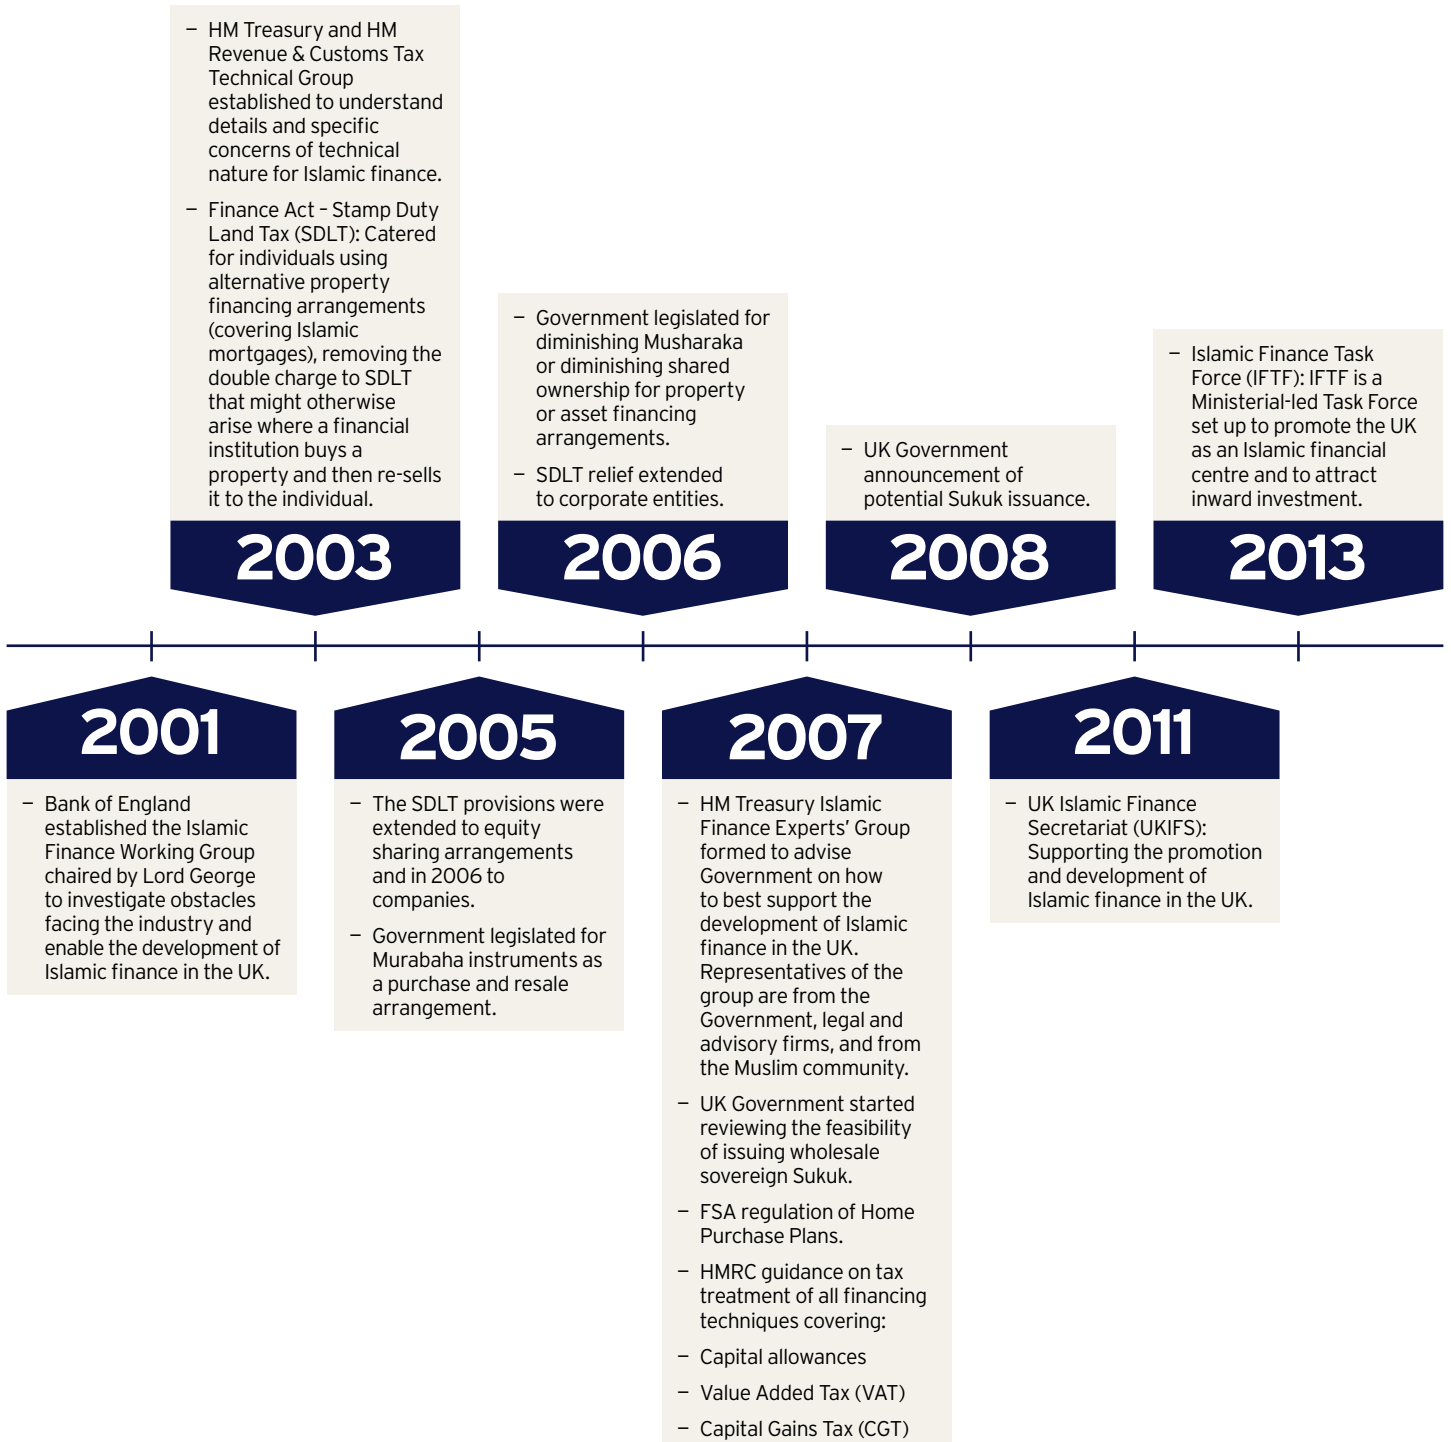 – HM Treasury and HM
Revenue & Customs Tax
Technical Group
established to understand
details and specific
concerns of technical
nature for Islamic finance.
– Finance Act – Stamp Duty
Land Tax (SDLT): Catered
for individuals using
alternative property
financing arrangements
(covering Islamic
mortgages), removing the
double charge to SDLT
that might otherwise
arise where a financial
institution buys a
property and then re-sells
it to the individual.
2003
– Government legislated for
diminishing Musharaka
or diminishing shared
ownership for property
or asset financing
arrangements.
– SDLT relief extended
to corporate entities.
2006
– UK Government
announcement of
potential Sukuk issuance.
2008
– Islamic Finance Task
Force (IFTF): IFTF is a
Ministerial-led Task Force
set up to promote the UK
as an Islamic financial
centre and to attract
inward investment.
2013
2001
– Bank of England
established the Islamic
Finance Working Group
chaired by Lord George
to investigate obstacles
facing the industry and
enable the development of
Islamic finance in the UK.
2005
– The SDLT provisions were
extended to equity
sharing arrangements
and in 2006 to
companies.
– Government legislated for
Murabaha instruments as
a purchase and resale
arrangement.
2007
– HM Treasury Islamic
Finance Experts’ Group
formed to advise
Government on how
to best support the
development of Islamic
finance in the UK.
Representatives of the
group are from the
Government, legal and
advisory firms, and from
the Muslim community.
– UK Government started
reviewing the feasibility
of issuing wholesale
sovereign Sukuk.
– FSA regulation of Home
Purchase Plans.
– HMRC guidance on tax
treatment of all financing
techniques covering:
– Capital allowances
– Value Added Tax (VAT)
– Capital Gains Tax (CGT)
2011
– UK Islamic Finance
Secretariat (UKIFS):
Supporting the promotion
and development of
Islamic finance in the UK.